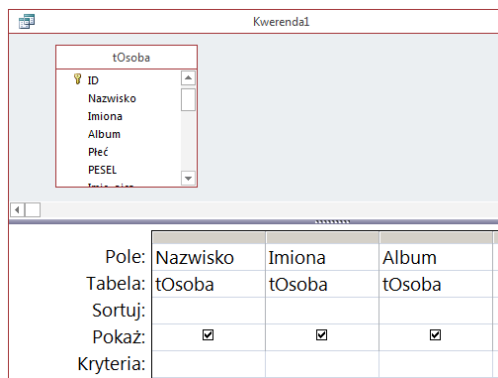 Kwerenda1
tOsoba
ID
Nazwisko
Imiona
Album
Płeć
PESEL
Pole: Nazwisko Imiona Album
Tabela: tOsoba tOsoba tOsoba
Sortuj:
Pokaż:
Kryteria: